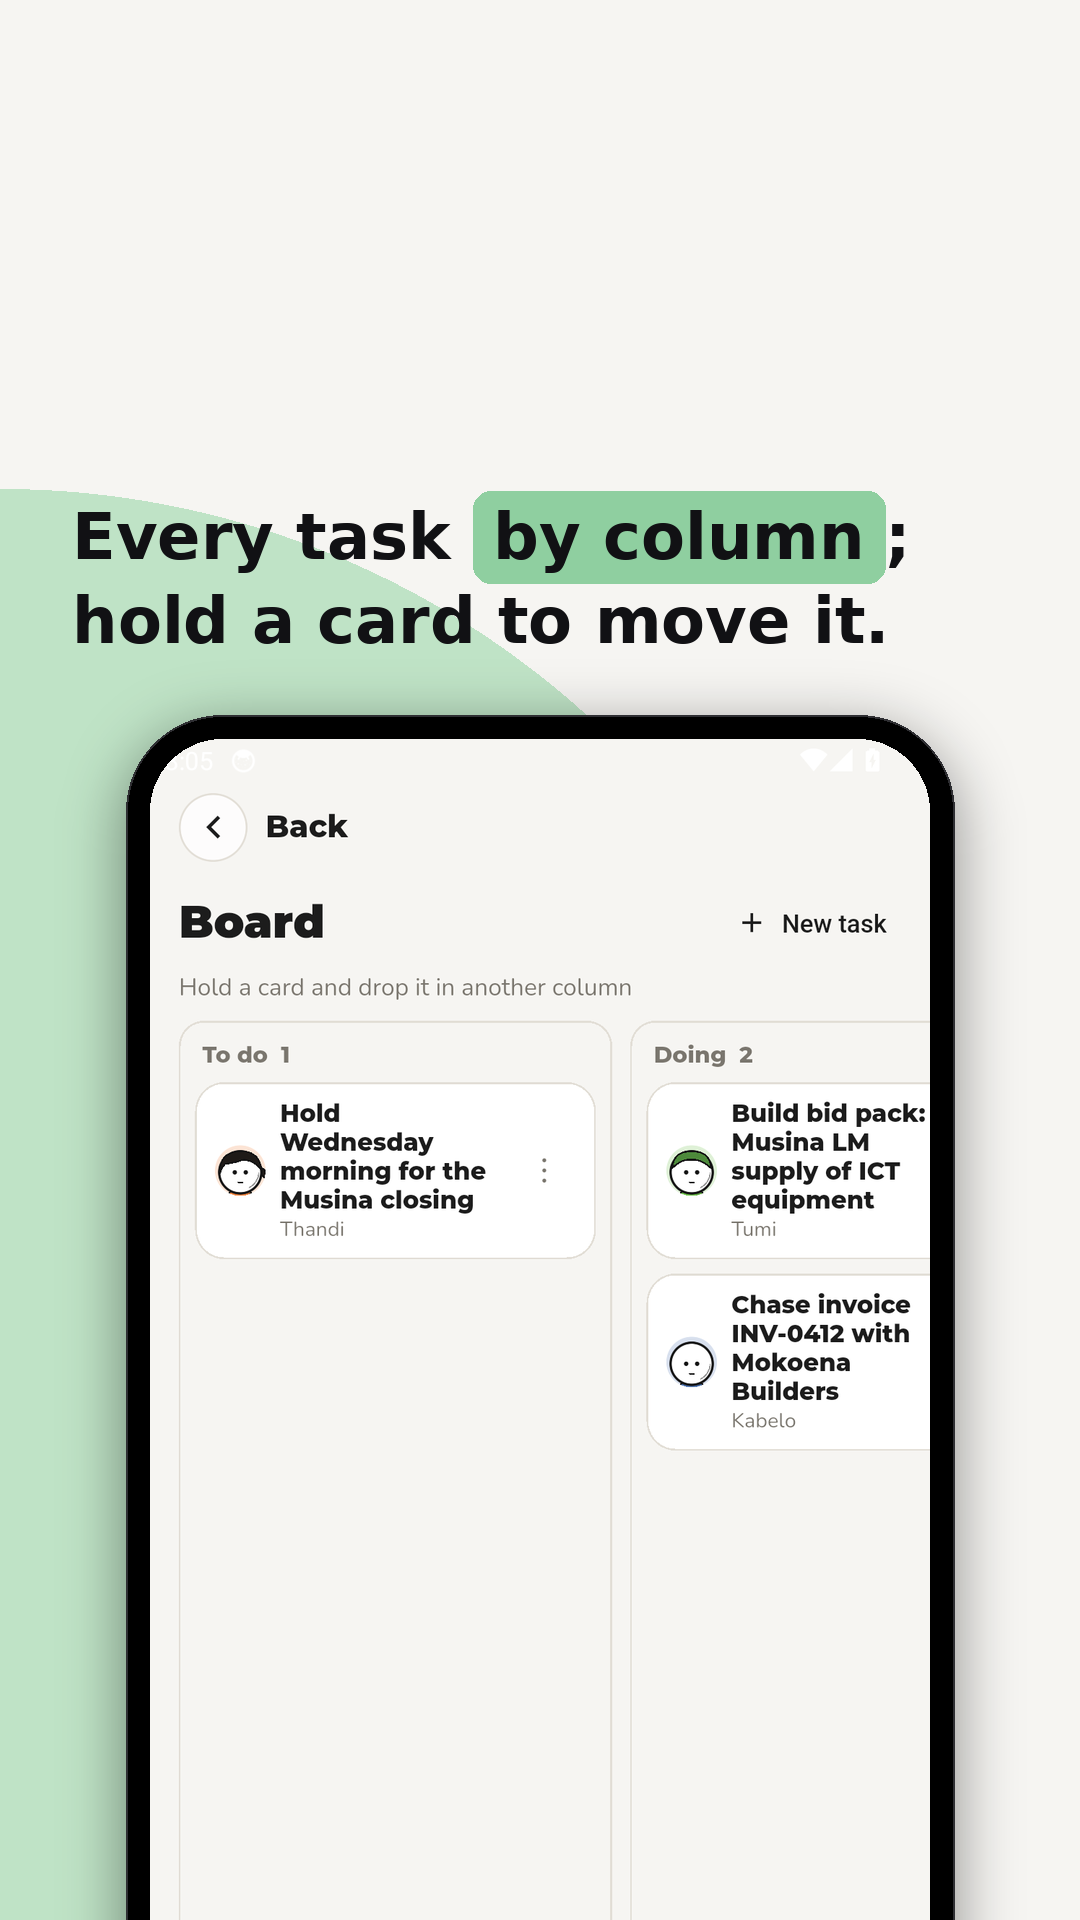 Every task by column;
hold a card to move it.
Back
Board
New task
Hold a card and drop it in another column
To do 1
Hold
Wednesday
morning for the
Musina closing
Thandi
Doing 2
Build bid pack:
Musina LM
supply of ICT
equipment
Tumi
Chase invoice
INV-0412 with
Mokoena
Builders
Kabelo